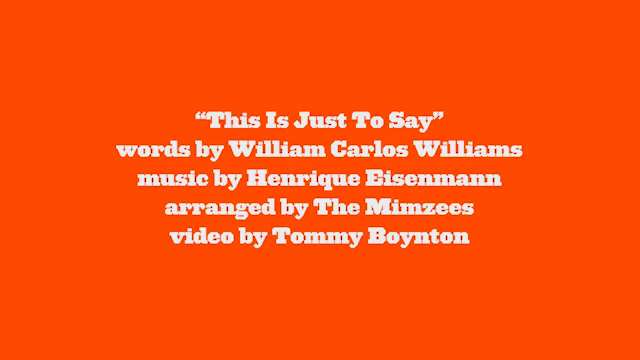 “This Is Just To Say”
words by William Carlos Williams
music by Henrique Eisenmann
arranged by The Mimzees
video by Tommy Boynton